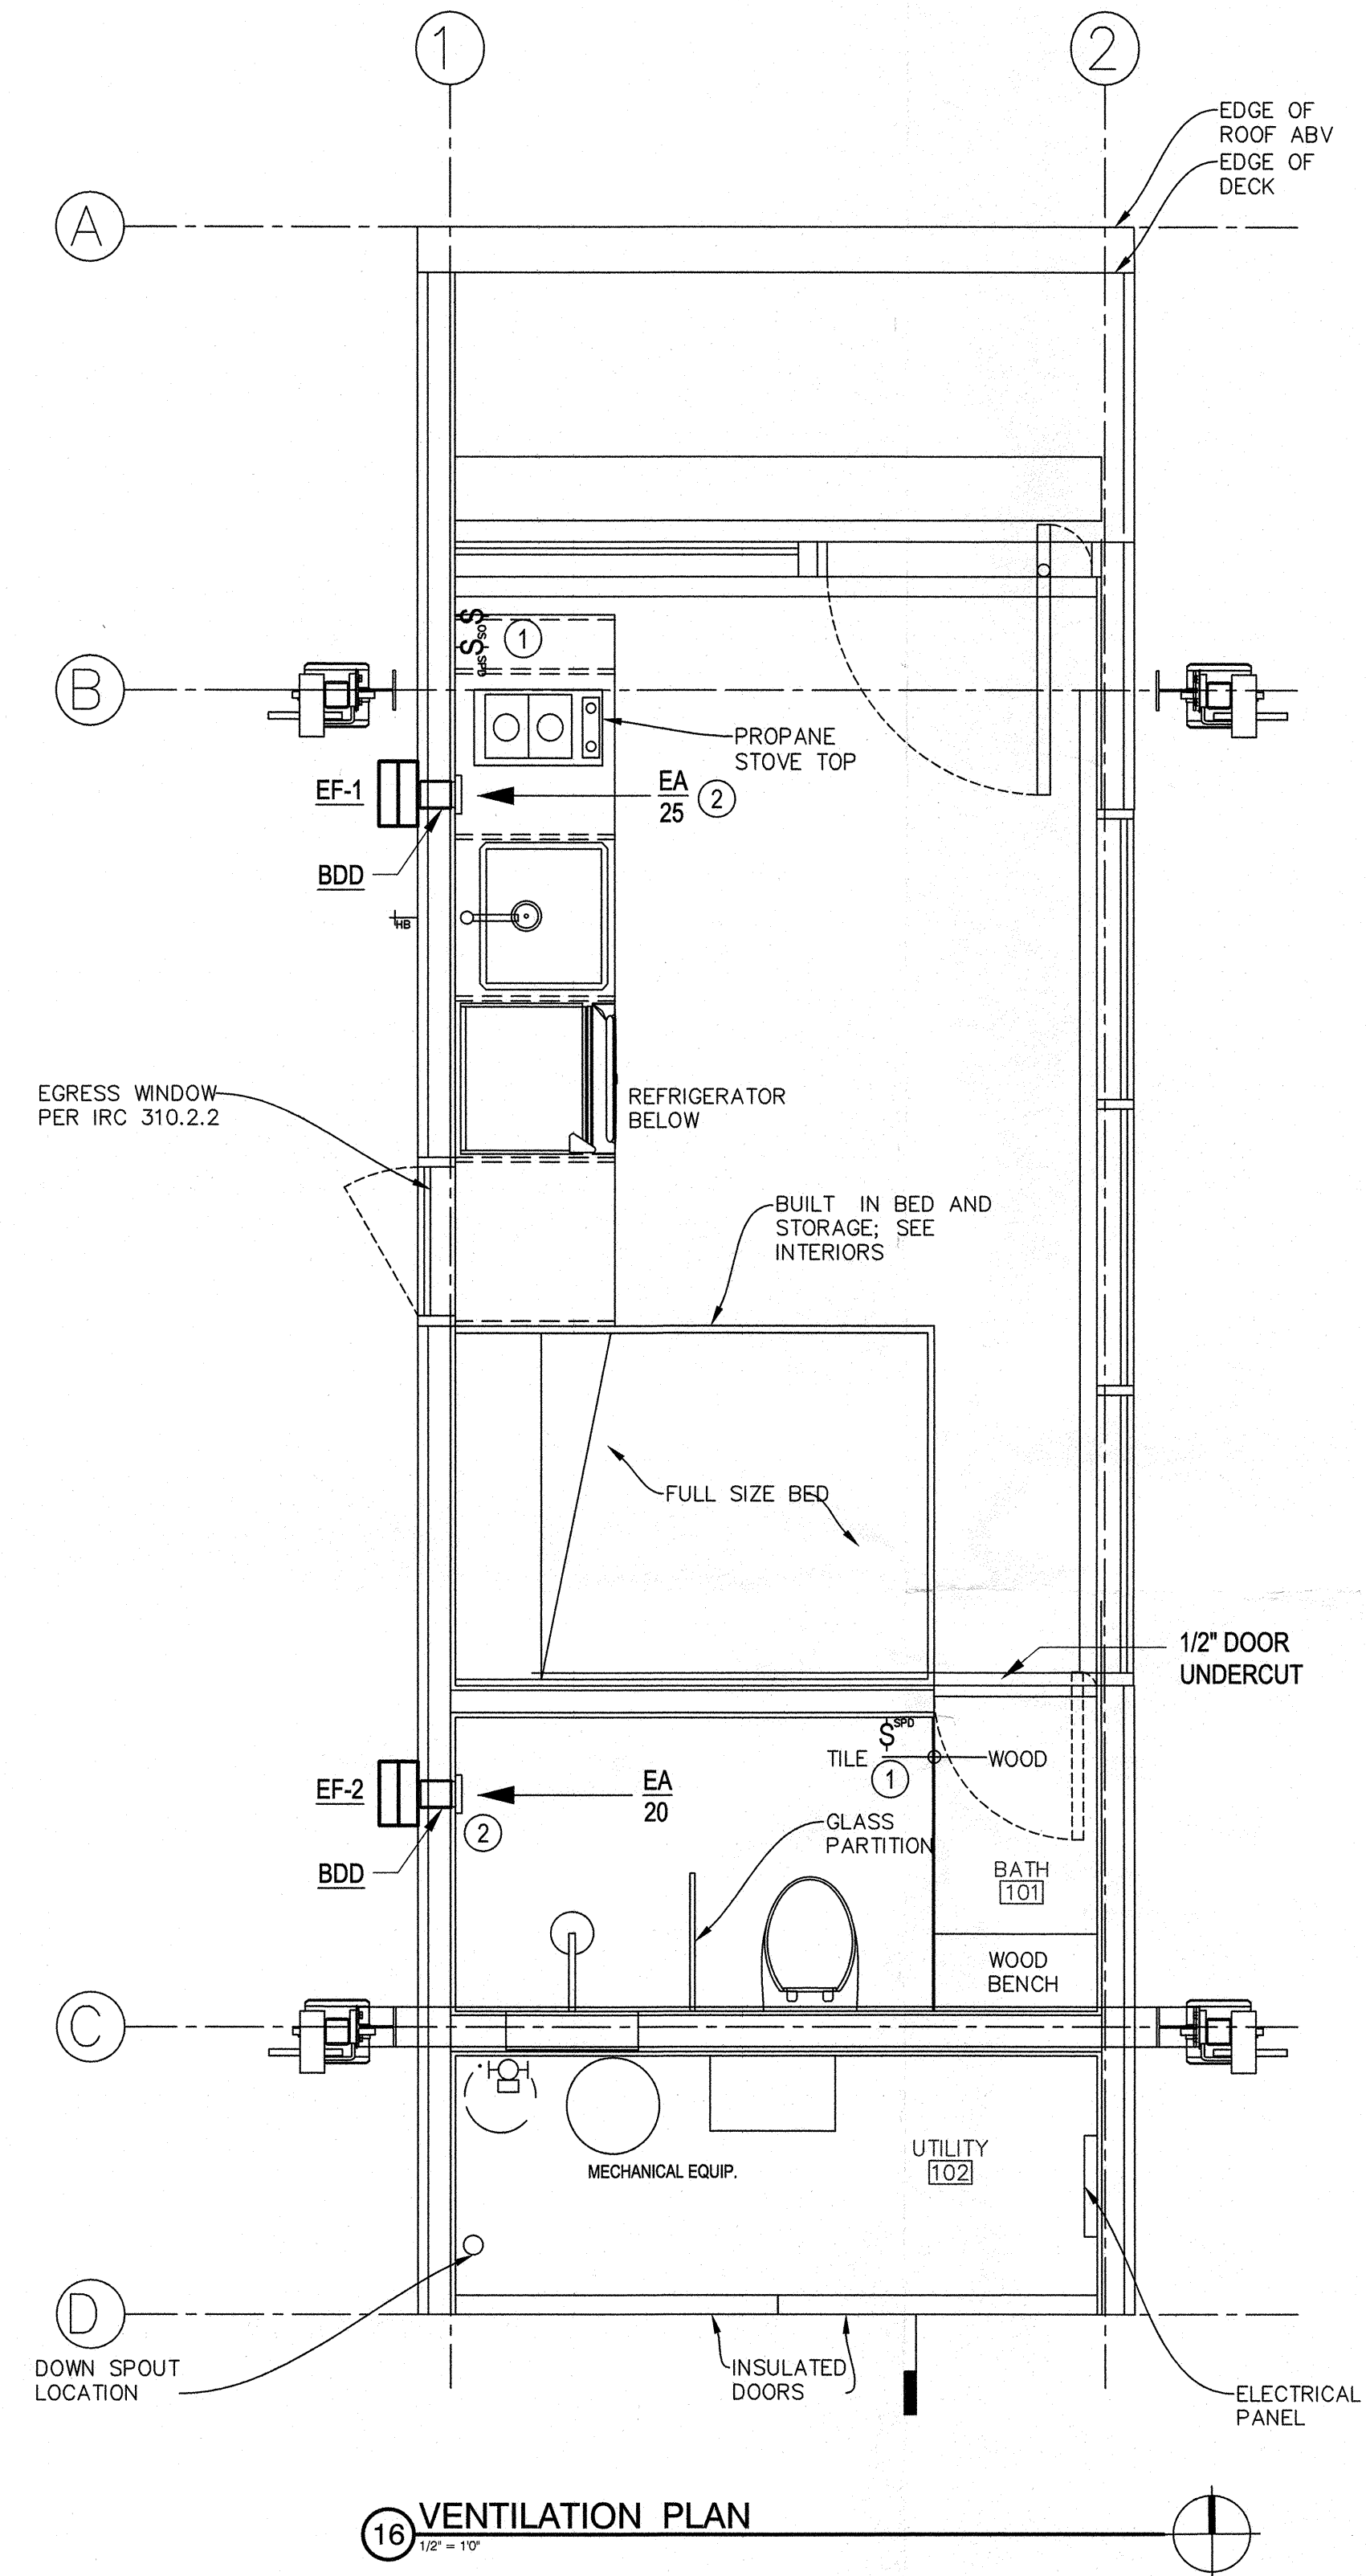 1
2
EDGE OF
ROOF ABV
EDGE OF
DECK
A
S
OS
S
SPD
1
B
PROPANE
STOVE TOP
EF-1
EA
25
2
BDD
HB
EGRESS WINDOW
PER IRC 310.2.2
REFRIGERATOR
BELOW
BUILT IN BED AND
STORAGE; SEE
INTERIORS
FULL SIZE BED
1/2" DOOR
UNDERCUT
S SPD
TILE
WOOD
1
EF-2
EA
20
2
GLASS
PARTITION
BDD
BATH
101
WOOD
BENCH
C
UTILITY
102
MECHANICAL EQUIP.
D
DOWN SPOUT
LOCATION
INSULATED
DOORS
ELECTRICAL
PANEL
16
VENTILATION PLAN
1/2" = 1'0"